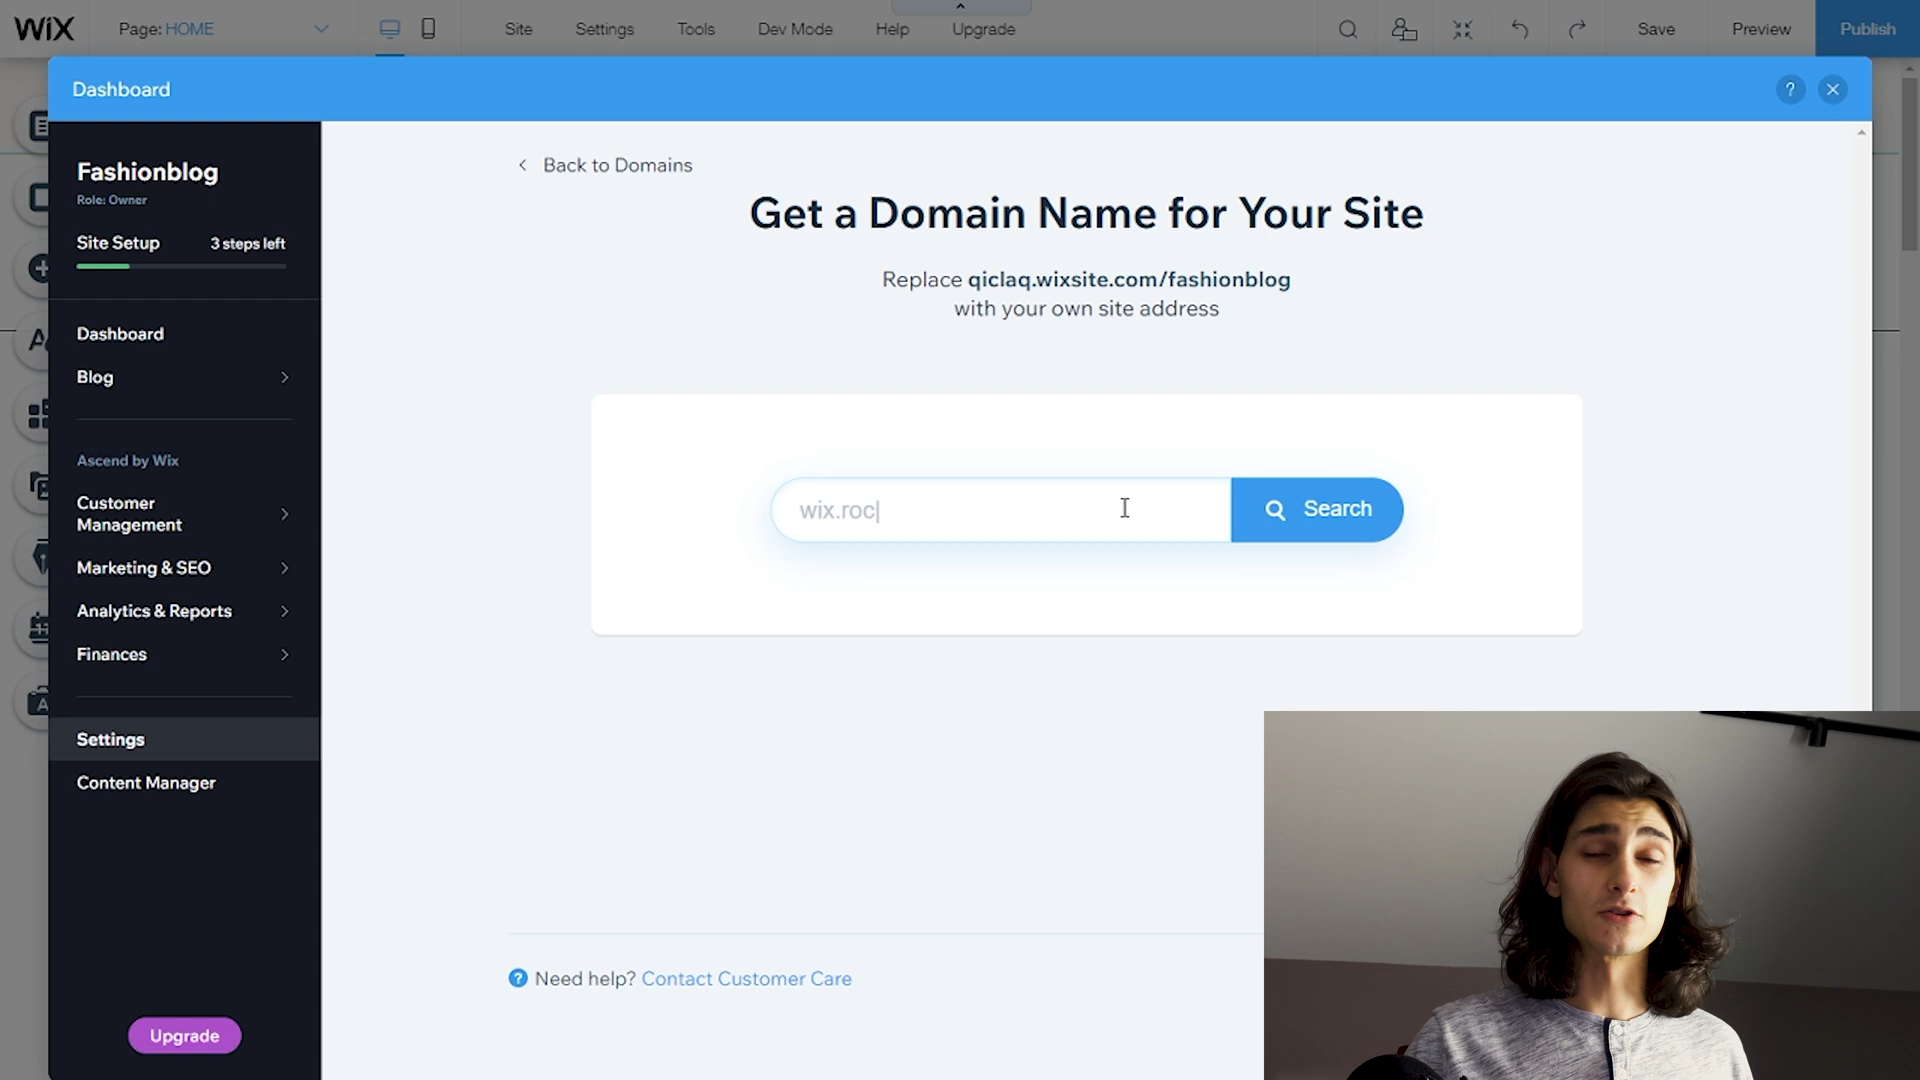 WiX
Page: HOME
Site
Settings
Tools
Dev Mode
Help
Upgrade
Save
Preview
Publish
Dashboard
?
Fashionblog
Role: Owner
Site Setup
3 steps left
Dashboard
Blog
Ascend by Wix
Customer
Management
Marketing & SEO
Analytics & Reports
Finances
Settings
Content Manager
Upgrade
Back to Domains
Get a Domain Name for Your Site
Replace qiclaq.wixsite.com/fashionblog
with your own site address
wix.roc
Search
? Need help? Contact Customer Care